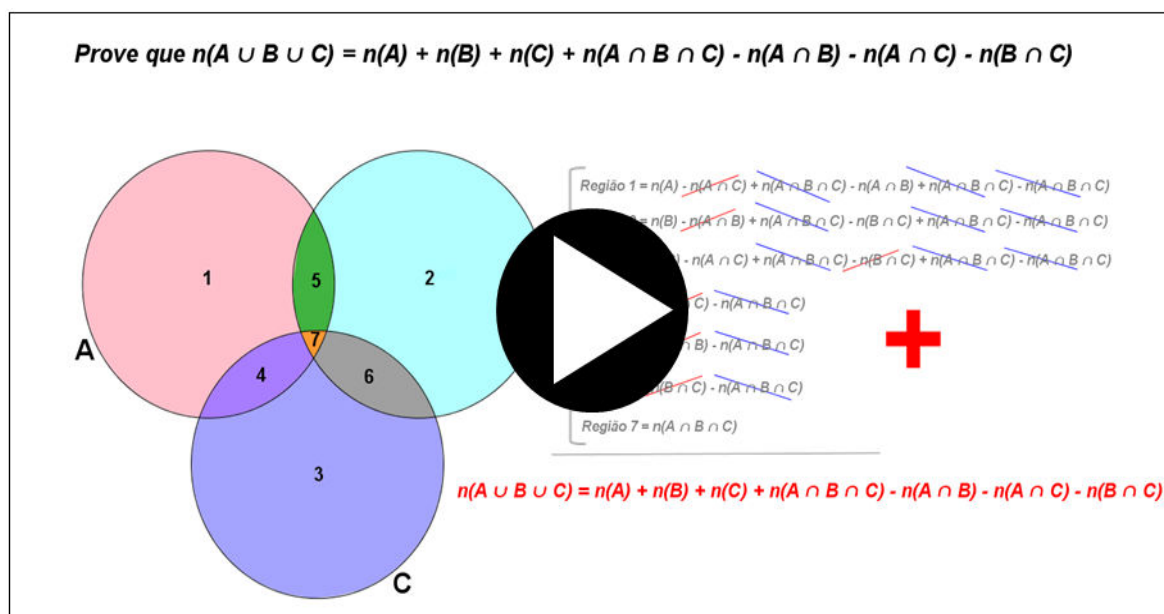 Prove que n(A ∪ B ∪ C) = n(A) + n(B) + n(C) + n(A ∩ B ∩ C) - n(A ∩ B) - n(A ∩ C) - n(B ∩ C)
Região 1 = n(A) - n(A ∩ C) + n(A ∩ B ∩ C) - n(A ∩ B) + n(A ∩ B ∩ C) - n(A ∩ B ∩ C)
= n(B) - n(A ∩ B) + n(A ∩ B ∩ C) - n(B ∩ C) + n(A ∩ B ∩ C) - n(A ∩ B ∩ C)
- n(A ∩ C) + n(A ∩ B ∩ C) - n(B ∩ C) + n(A ∩ B ∩ C) - n(A ∩ B ∩ C)
C) - n(A ∩ B ∩ C)
B) - n(A ∩ B ∩ C)
(B ∩ C) - n(A ∩ B ∩ C)
Região 7 = n(A ∩ B ∩ C)
n(A ∪ B ∪ C) = n(A) + n(B) + n(C) + n(A ∩ B ∩ C) - n(A ∩ B) - n(A ∩ C) - n(B ∩ C)
1
5
2
7
A
4
6
3
C
+